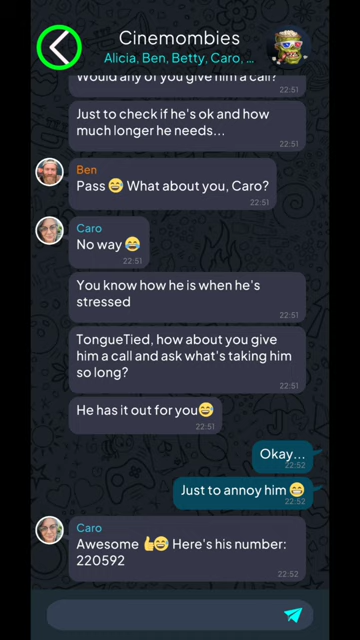 Cinemombies
Alicia, Ben, Betty, Caro, ...
Would any of you give him a call?
22:51
Just to check if he's ok and how
much longer he needs...
22:51
Ben
Pass 😅 What about you, Caro?
22:51
Caro
No way 😂
22:51
You know how he is when he's
stressed
22:51
TongueTied, how about you give
him a call and ask what's taking him
so long?
22:51
He has it out for you😅
22:51
Okay...
22:52
Just to annoy him 😁
22:52
Caro
Awesome 👍😅 Here's his number:
220592
22:52